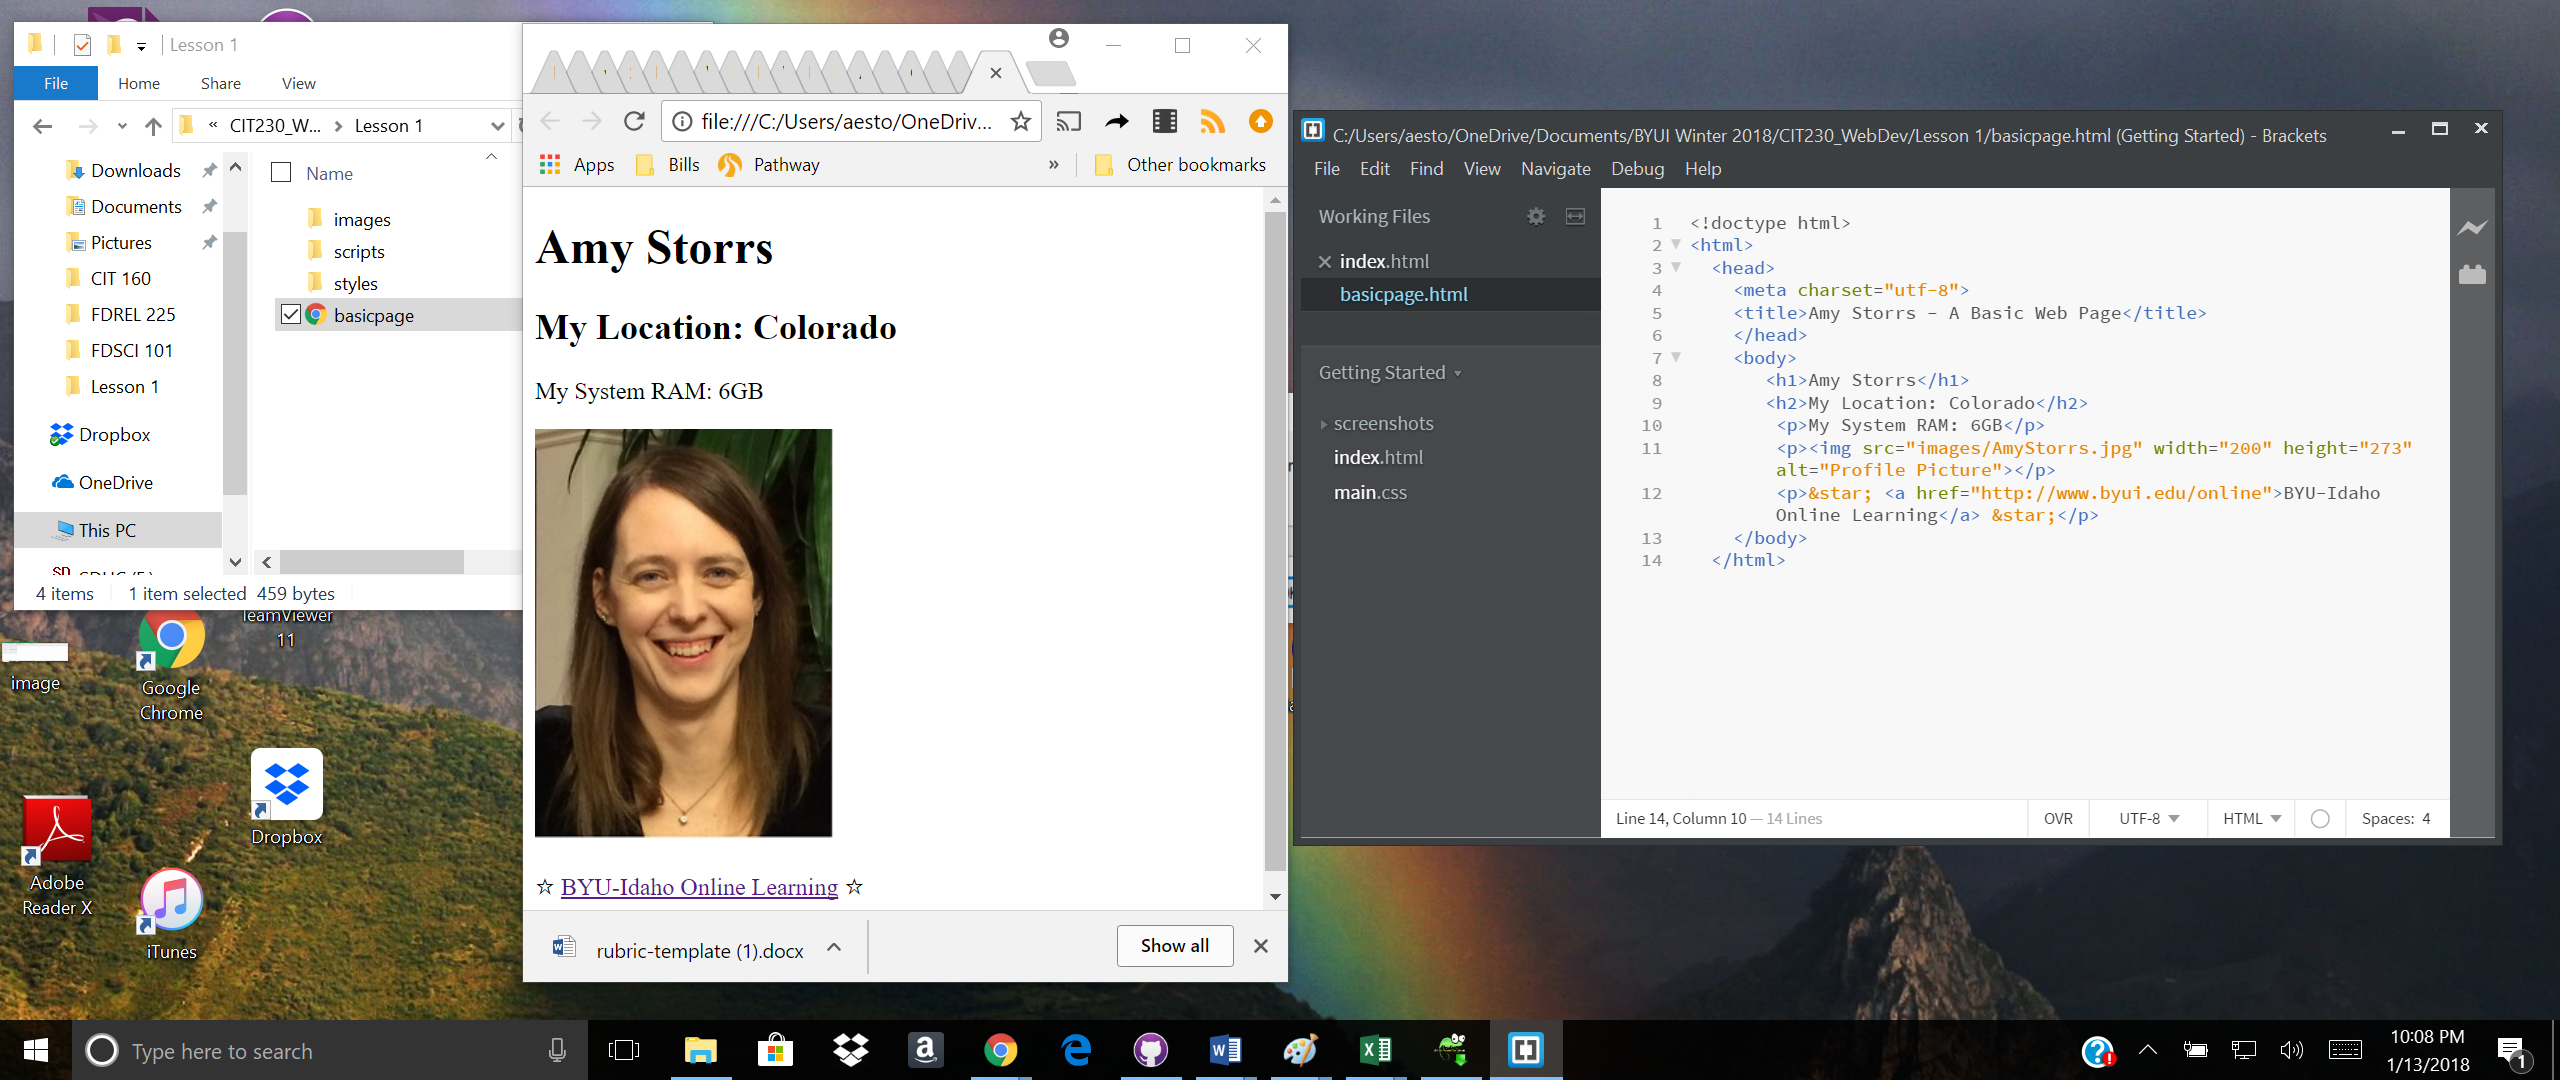 Lesson 1
File Home Share View
« CIT230_W... > Lesson 1
Downloads
Documents
Pictures
CIT 160
FDREL 225
FDSCI 101
Lesson 1
Dropbox
OneDrive
This PC
Name
images
scripts
styles
basicpage
4 items 1 item selected 459 bytes
file:///C:/Users/aesto/OneDriv...
Apps Bills Pathway » Other bookmarks
Amy Storrs
My Location: Colorado
My System RAM: 6GB
☆ BYU-Idaho Online Learning ☆
rubric-template (1).docx
Show all
C:/Users/aesto/OneDrive/Documents/BYUI Winter 2018/CIT230_WebDev/Lesson 1/basicpage.html (Getting Started) - Brackets
File Edit Find View Navigate Debug Help
Working Files
index.html
basicpage.html
Getting Started
screenshots
index.html
main.css
1 <!doctype html>
2 <html>
3 <head>
4 <meta charset="utf-8">
5 <title>Amy Storrs - A Basic Web Page</title>
6 </head>
7 <body>
8 <h1>Amy Storrs</h1>
9 <h2>My Location: Colorado</h2>
10 <p>My System RAM: 6GB</p>
11 <p><img src="images/AmyStorrs.jpg" width="200" height="273"
alt="Profile Picture"></p>
12 <p>&star; <a href="http://www.byui.edu/online">BYU-Idaho
Online Learning</a> &star;</p>
13 </body>
14 </html>
Line 14, Column 10 — 14 Lines
OVR UTF-8 HTML Spaces: 4
TeamViewer
11
image
Google
Chrome
Dropbox
Adobe
Reader X
iTunes
Type here to search
10:08 PM
1/13/2018
1